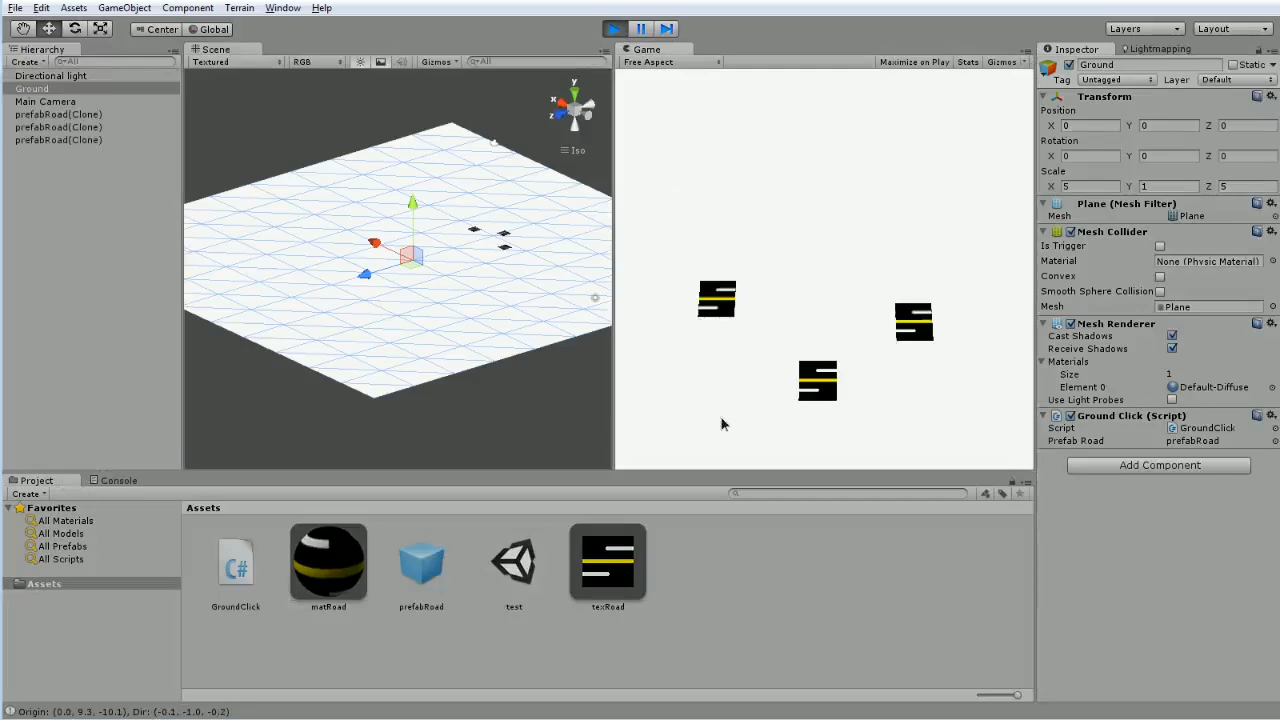 File Edit Assets GameObject Component Terrain Window Help
Center Global Layers Layout
Hierarchy
Create All
Directional light
Ground
Main Camera
prefabRoad(Clone)
prefabRoad(Clone)
prefabRoad(Clone)
Scene
Textured RGB Gizmos All
y
x
z
Iso
Game
Free Aspect Maximize on Play Stats Gizmos
Inspector Lightmapping
Ground Static
Tag Untagged Layer Default
Transform
Position
X 0 Y 0 Z 0
Rotation
X 0 Y 0 Z 0
Scale
X 5 Y 1 Z 5
Plane (Mesh Filter)
Mesh Plane
Mesh Collider
Is Trigger
Material None (Physic Material)
Convex
Smooth Sphere Collision
Mesh Plane
Mesh Renderer
Cast Shadows
Receive Shadows
Materials
Size 1
Element 0 Default-Diffuse
Use Light Probes
Ground Click (Script)
Script GroundClick
Prefab Road prefabRoad
Add Component
Project Console
Create
Favorites
All Materials
All Models
All Prefabs
All Scripts
Assets
Assets
C#
GroundClick matRoad prefabRoad test texRoad
Origin: (0.0, 9.3, -10.1), Dir: (-0.1, -1.0, -0.2)